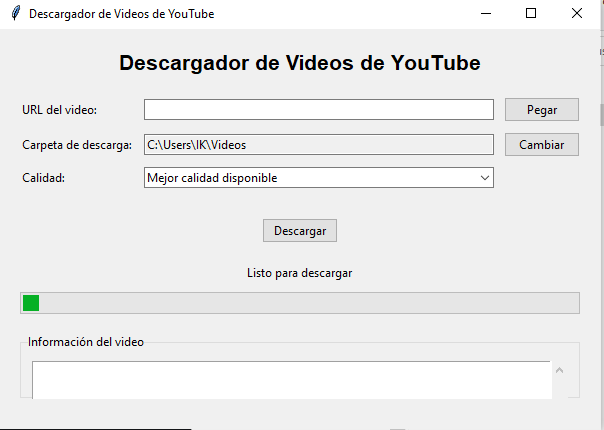 Descargador de Videos de YouTube
Descargador de Videos de YouTube
URL del video: Pegar
Carpeta de descarga: C:\Users\IK\Videos Cambiar
Calidad: Mejor calidad disponible
Descargar
Listo para descargar
Información del video